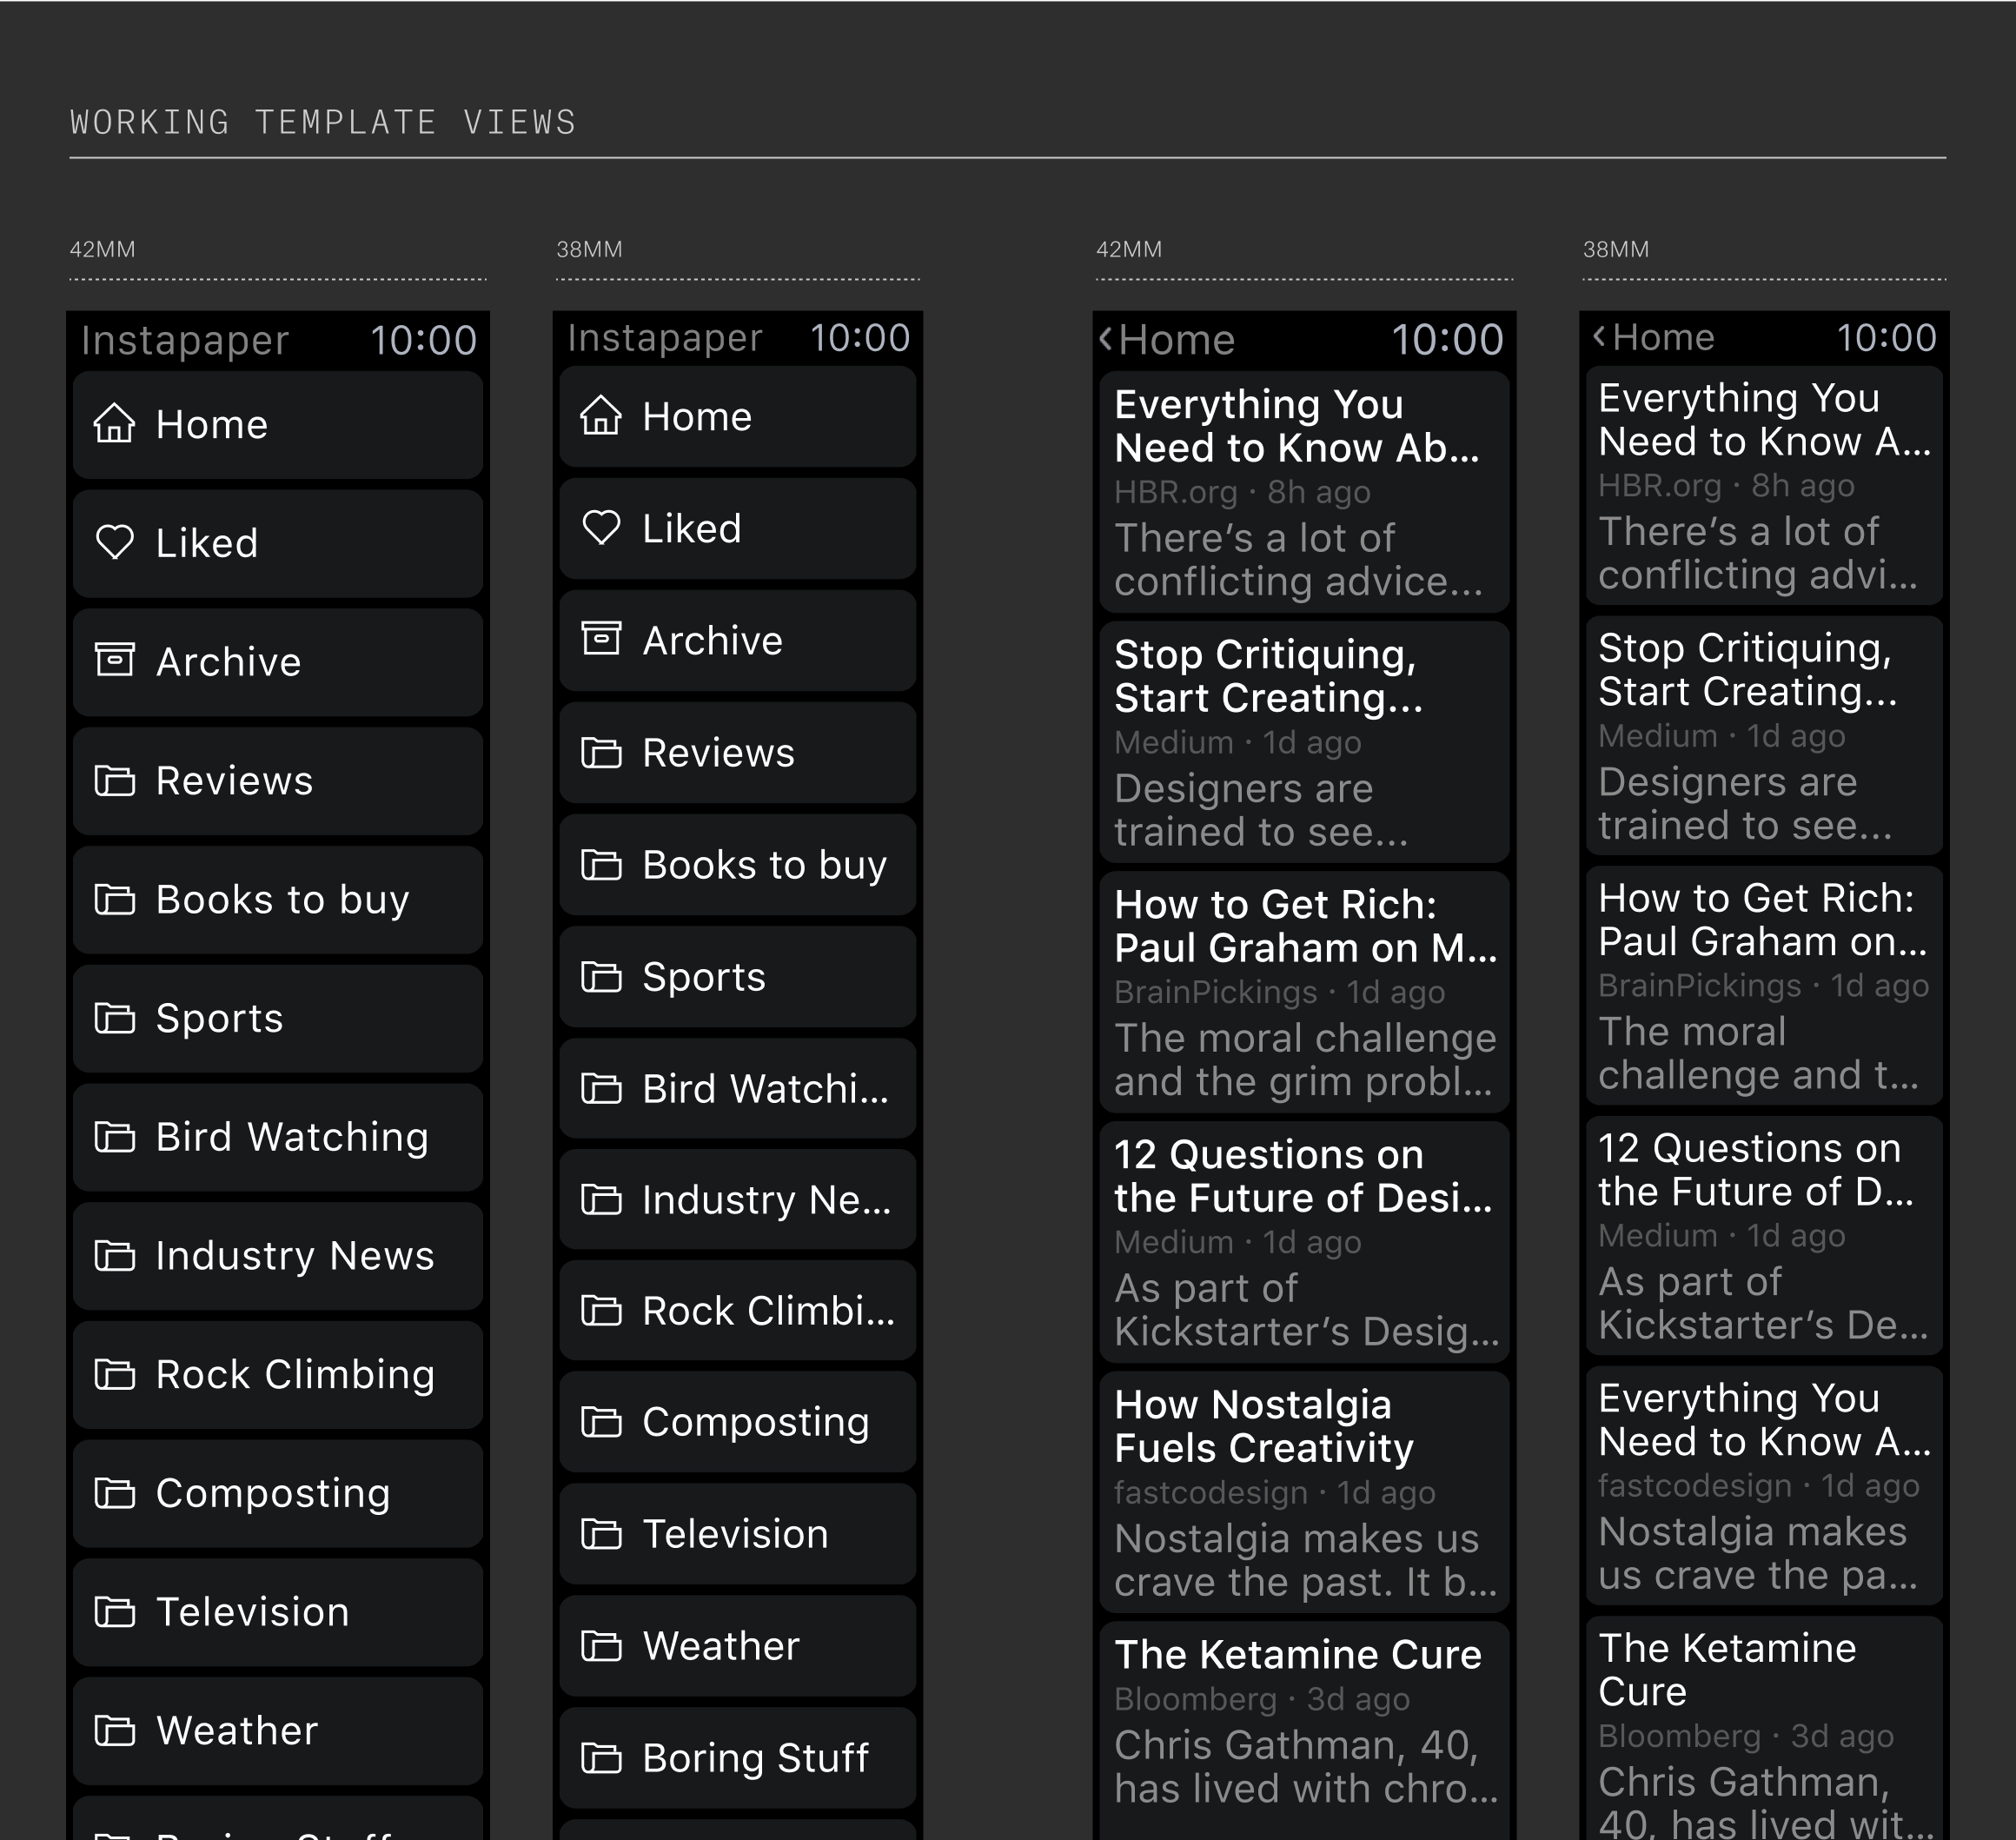 WORKING TEMPLATE VIEWS
42MM
Instapaper 10:00
Home
Liked
Archive
Reviews
Books to buy
Sports
Bird Watching
Industry News
Rock Climbing
Composting
Television
Weather
38MM
Instapaper 10:00
Home
Liked
Archive
Reviews
Books to buy
Sports
Bird Watchi...
Industry Ne...
Rock Climbi...
Composting
Television
Weather
Boring Stuff
42MM
Home 10:00
Everything You
Need to Know Ab...
HBR.org · 8h ago
There’s a lot of
conflicting advice...
Stop Critiquing,
Start Creating...
Medium · 1d ago
Designers are
trained to see...
How to Get Rich:
Paul Graham on M...
BrainPickings · 1d ago
The moral challenge
and the grim probl...
12 Questions on
the Future of Desi...
Medium · 1d ago
As part of
Kickstarter’s Desig...
How Nostalgia
Fuels Creativity
fastcodesign · 1d ago
Nostalgia makes us
crave the past. It b...
The Ketamine Cure
Bloomberg · 3d ago
Chris Gathman, 40,
has lived with chro...
38MM
Home 10:00
Everything You
Need to Know A...
HBR.org · 8h ago
There’s a lot of
conflicting advi...
Stop Critiquing,
Start Creating...
Medium · 1d ago
Designers are
trained to see...
How to Get Rich:
Paul Graham on...
BrainPickings · 1d ago
The moral
challenge and t...
12 Questions on
the Future of D...
Medium · 1d ago
As part of
Kickstarter’s De...
Everything You
Need to Know A...
fastcodesign · 1d ago
Nostalgia makes
us crave the pa...
The Ketamine
Cure
Bloomberg · 3d ago
Chris Gathman,
40, has lived wit...